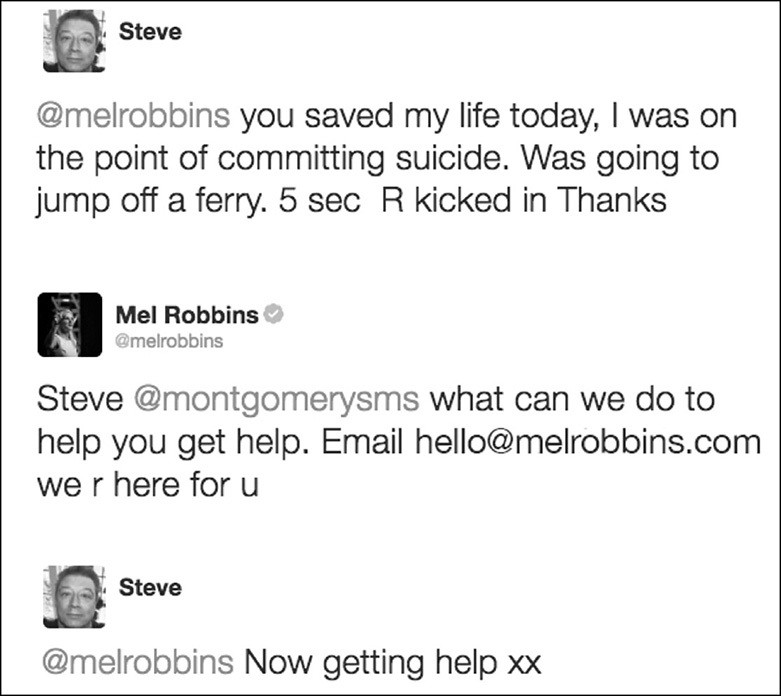 Steve
@melrobbins you saved my life today, I was on
the point of committing suicide. Was going to
jump off a ferry. 5 sec R kicked in Thanks
Mel Robbins
@melrobbins
Steve @montgomerysms what can we do to
help you get help. Email hello@melrobbins.com
we r here for u
Steve
@melrobbins Now getting help xx